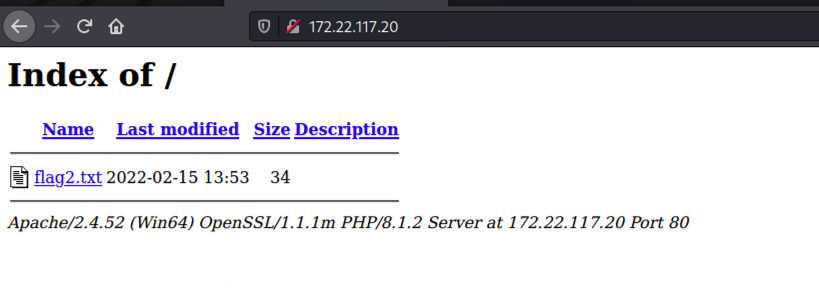 172.22.117.20
Index of /
Name Last modified Size Description
flag2.txt 2022-02-15 13:53 34
Apache/2.4.52 (Win64) OpenSSL/1.1.1m PHP/8.1.2 Server at 172.22.117.20 Port 80